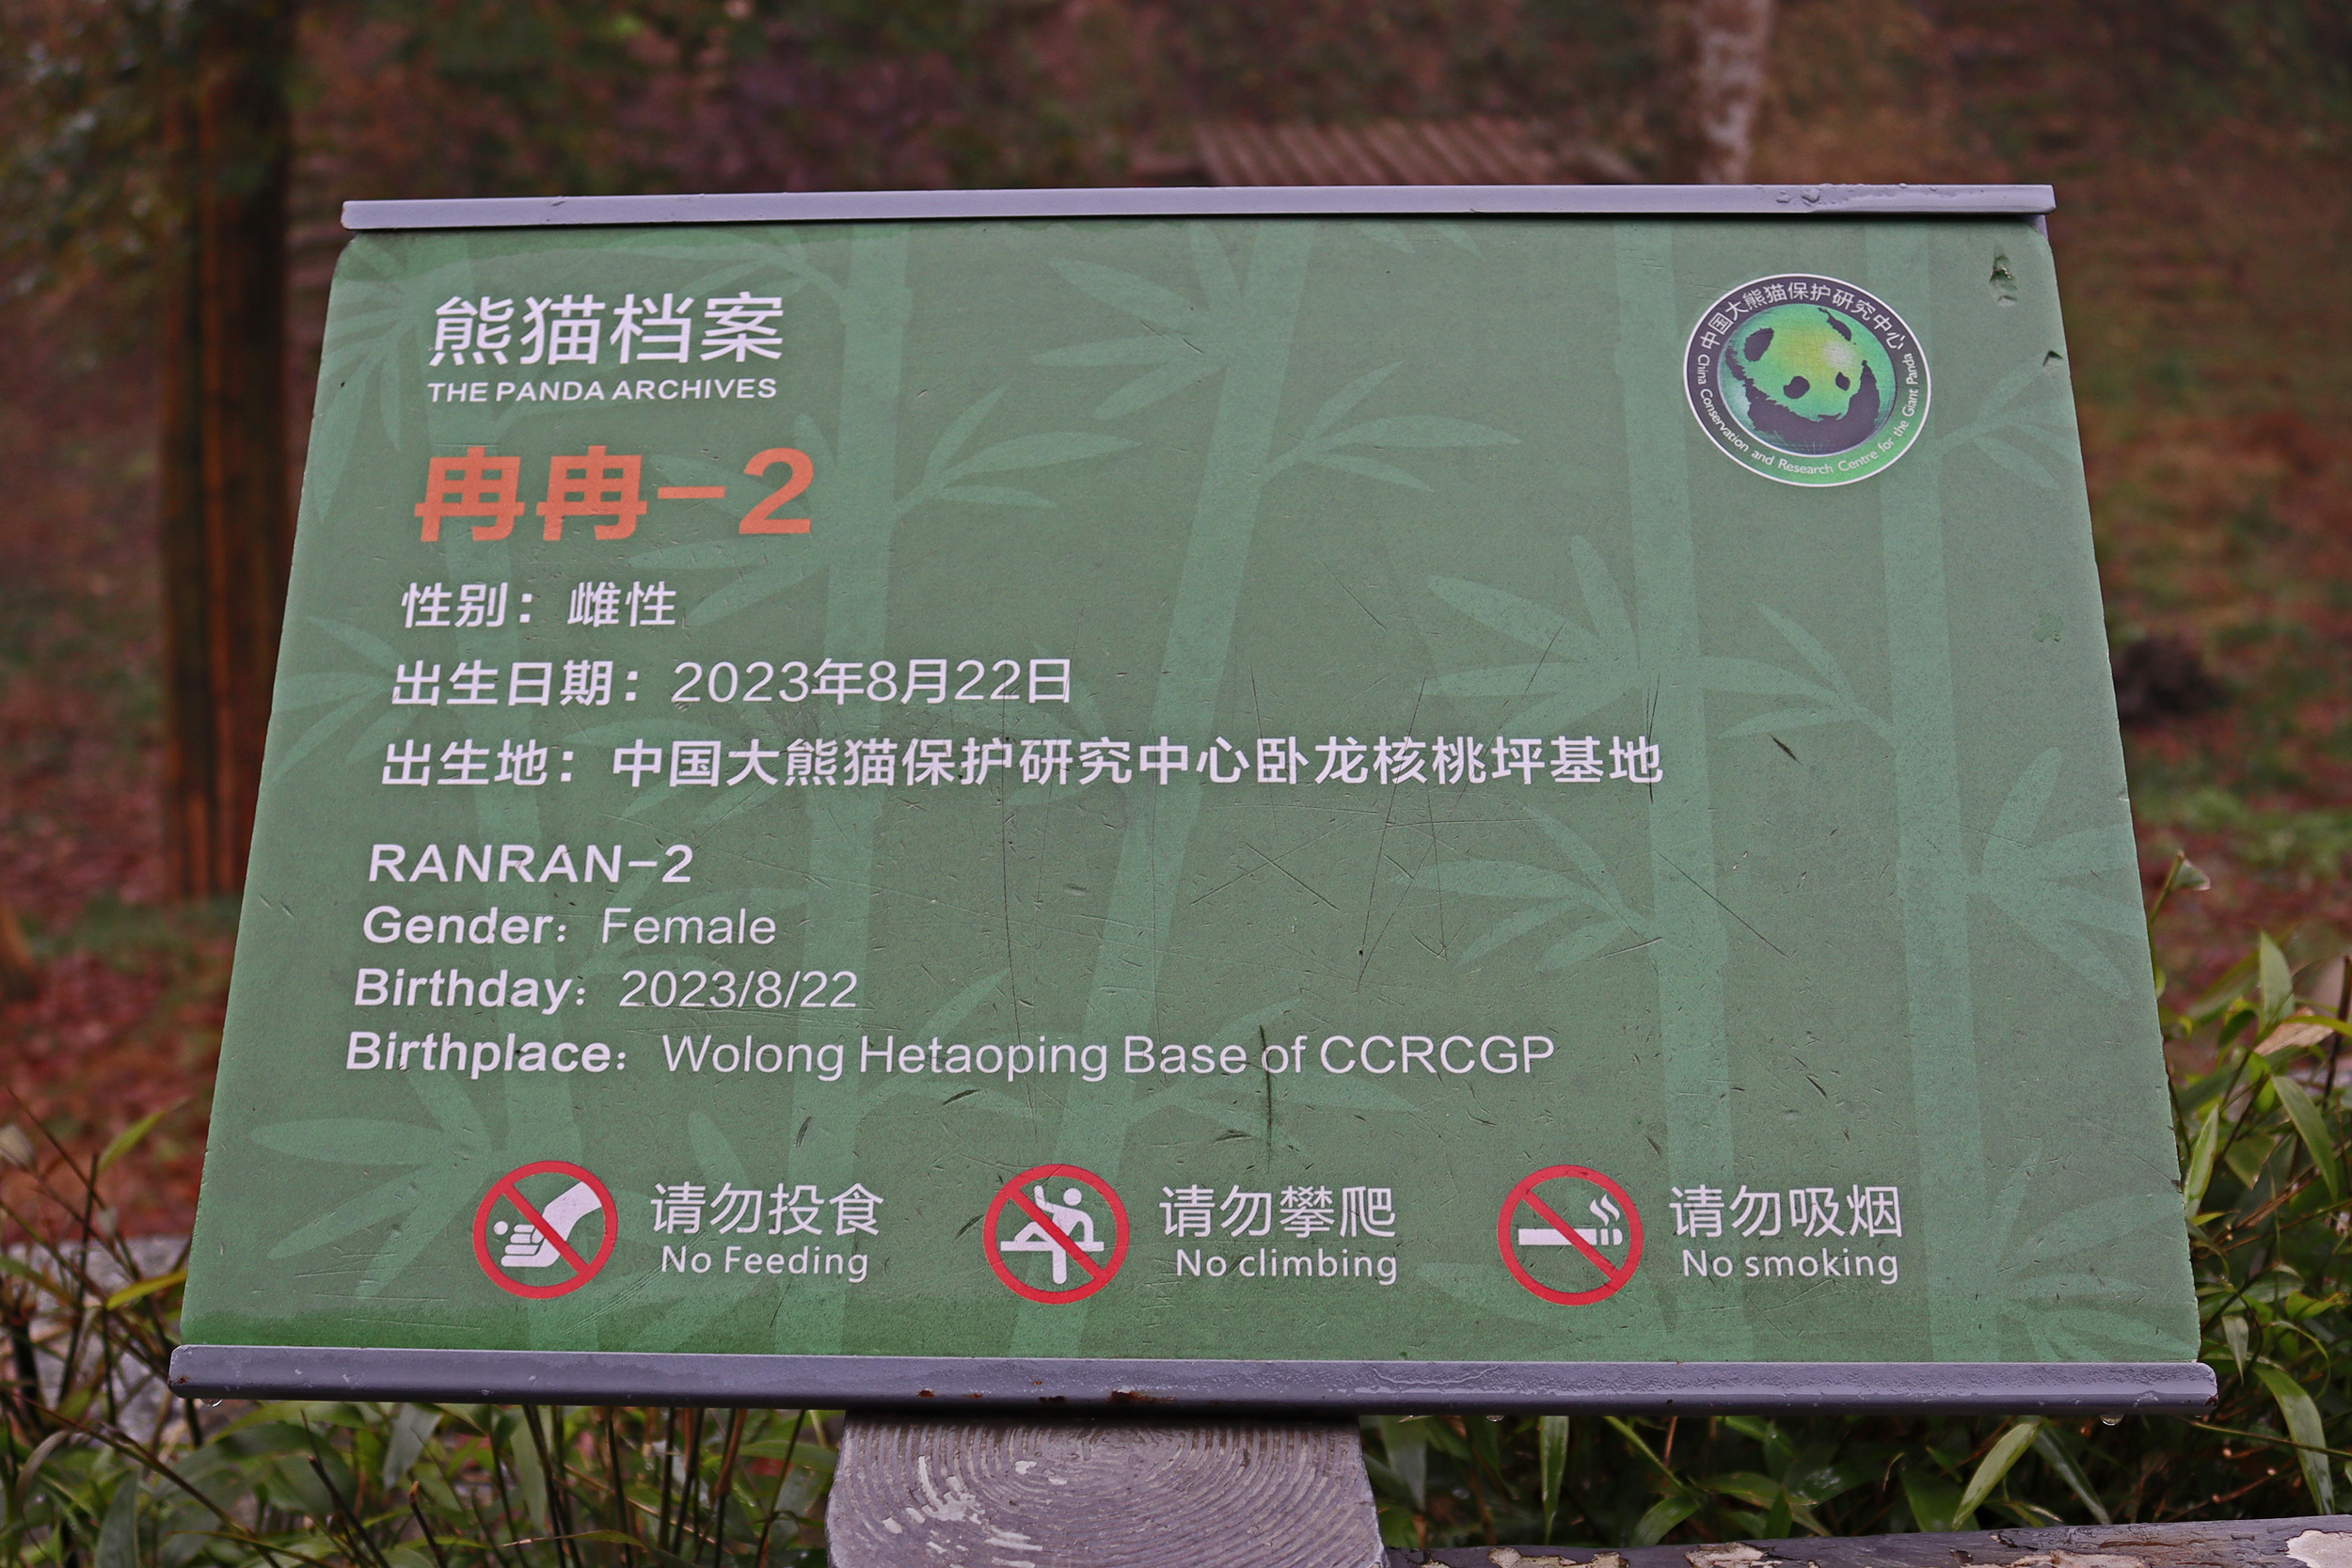 熊猫档案
THE PANDA ARCHIVES
中国大熊猫保护研究中心
China Conservation and Research Centre for the Giant Panda
冉冉-2
性别：雌性
出生日期：2023年8月22日
出生地：中国大熊猫保护研究中心卧龙核桃坪基地
RANRAN-2
Gender: Female
Birthday: 2023/8/22
Birthplace: Wolong Hetaoping Base of CCRCGP
请勿投食
No Feeding
请勿攀爬
No climbing
请勿吸烟
No smoking